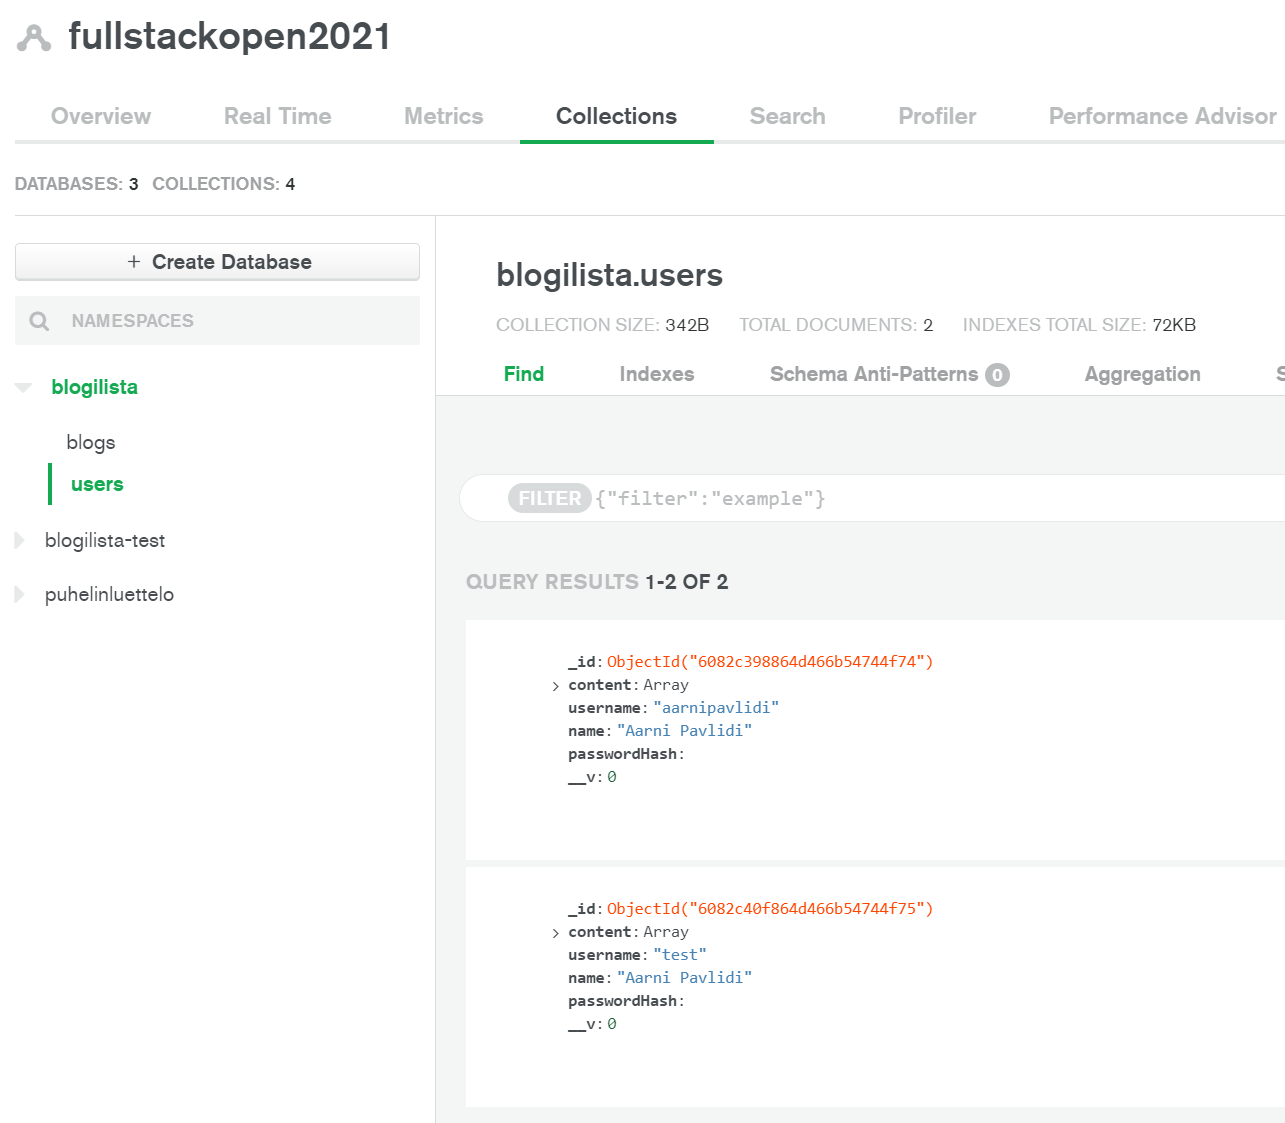 fullstackopen2021
Overview Real Time Metrics Collections Search Profiler Performance Advisor
DATABASES: 3 COLLECTIONS: 4
+ Create Database
NAMESPACES
blogilista
blogs
users
blogilista-test
puhelinluettelo
blogilista.users
COLLECTION SIZE: 342B TOTAL DOCUMENTS: 2 INDEXES TOTAL SIZE: 72KB
Find Indexes Schema Anti-Patterns 0 Aggregation
FILTER {"filter":"example"}
QUERY RESULTS 1-2 OF 2
_id: ObjectId("6082c398864d466b54744f74")
content: Array
username: "aarnipavlidi"
name: "Aarni Pavlidi"
passwordHash:
__v: 0
_id: ObjectId("6082c40f864d466b54744f75")
content: Array
username: "test"
name: "Aarni Pavlidi"
passwordHash:
__v: 0